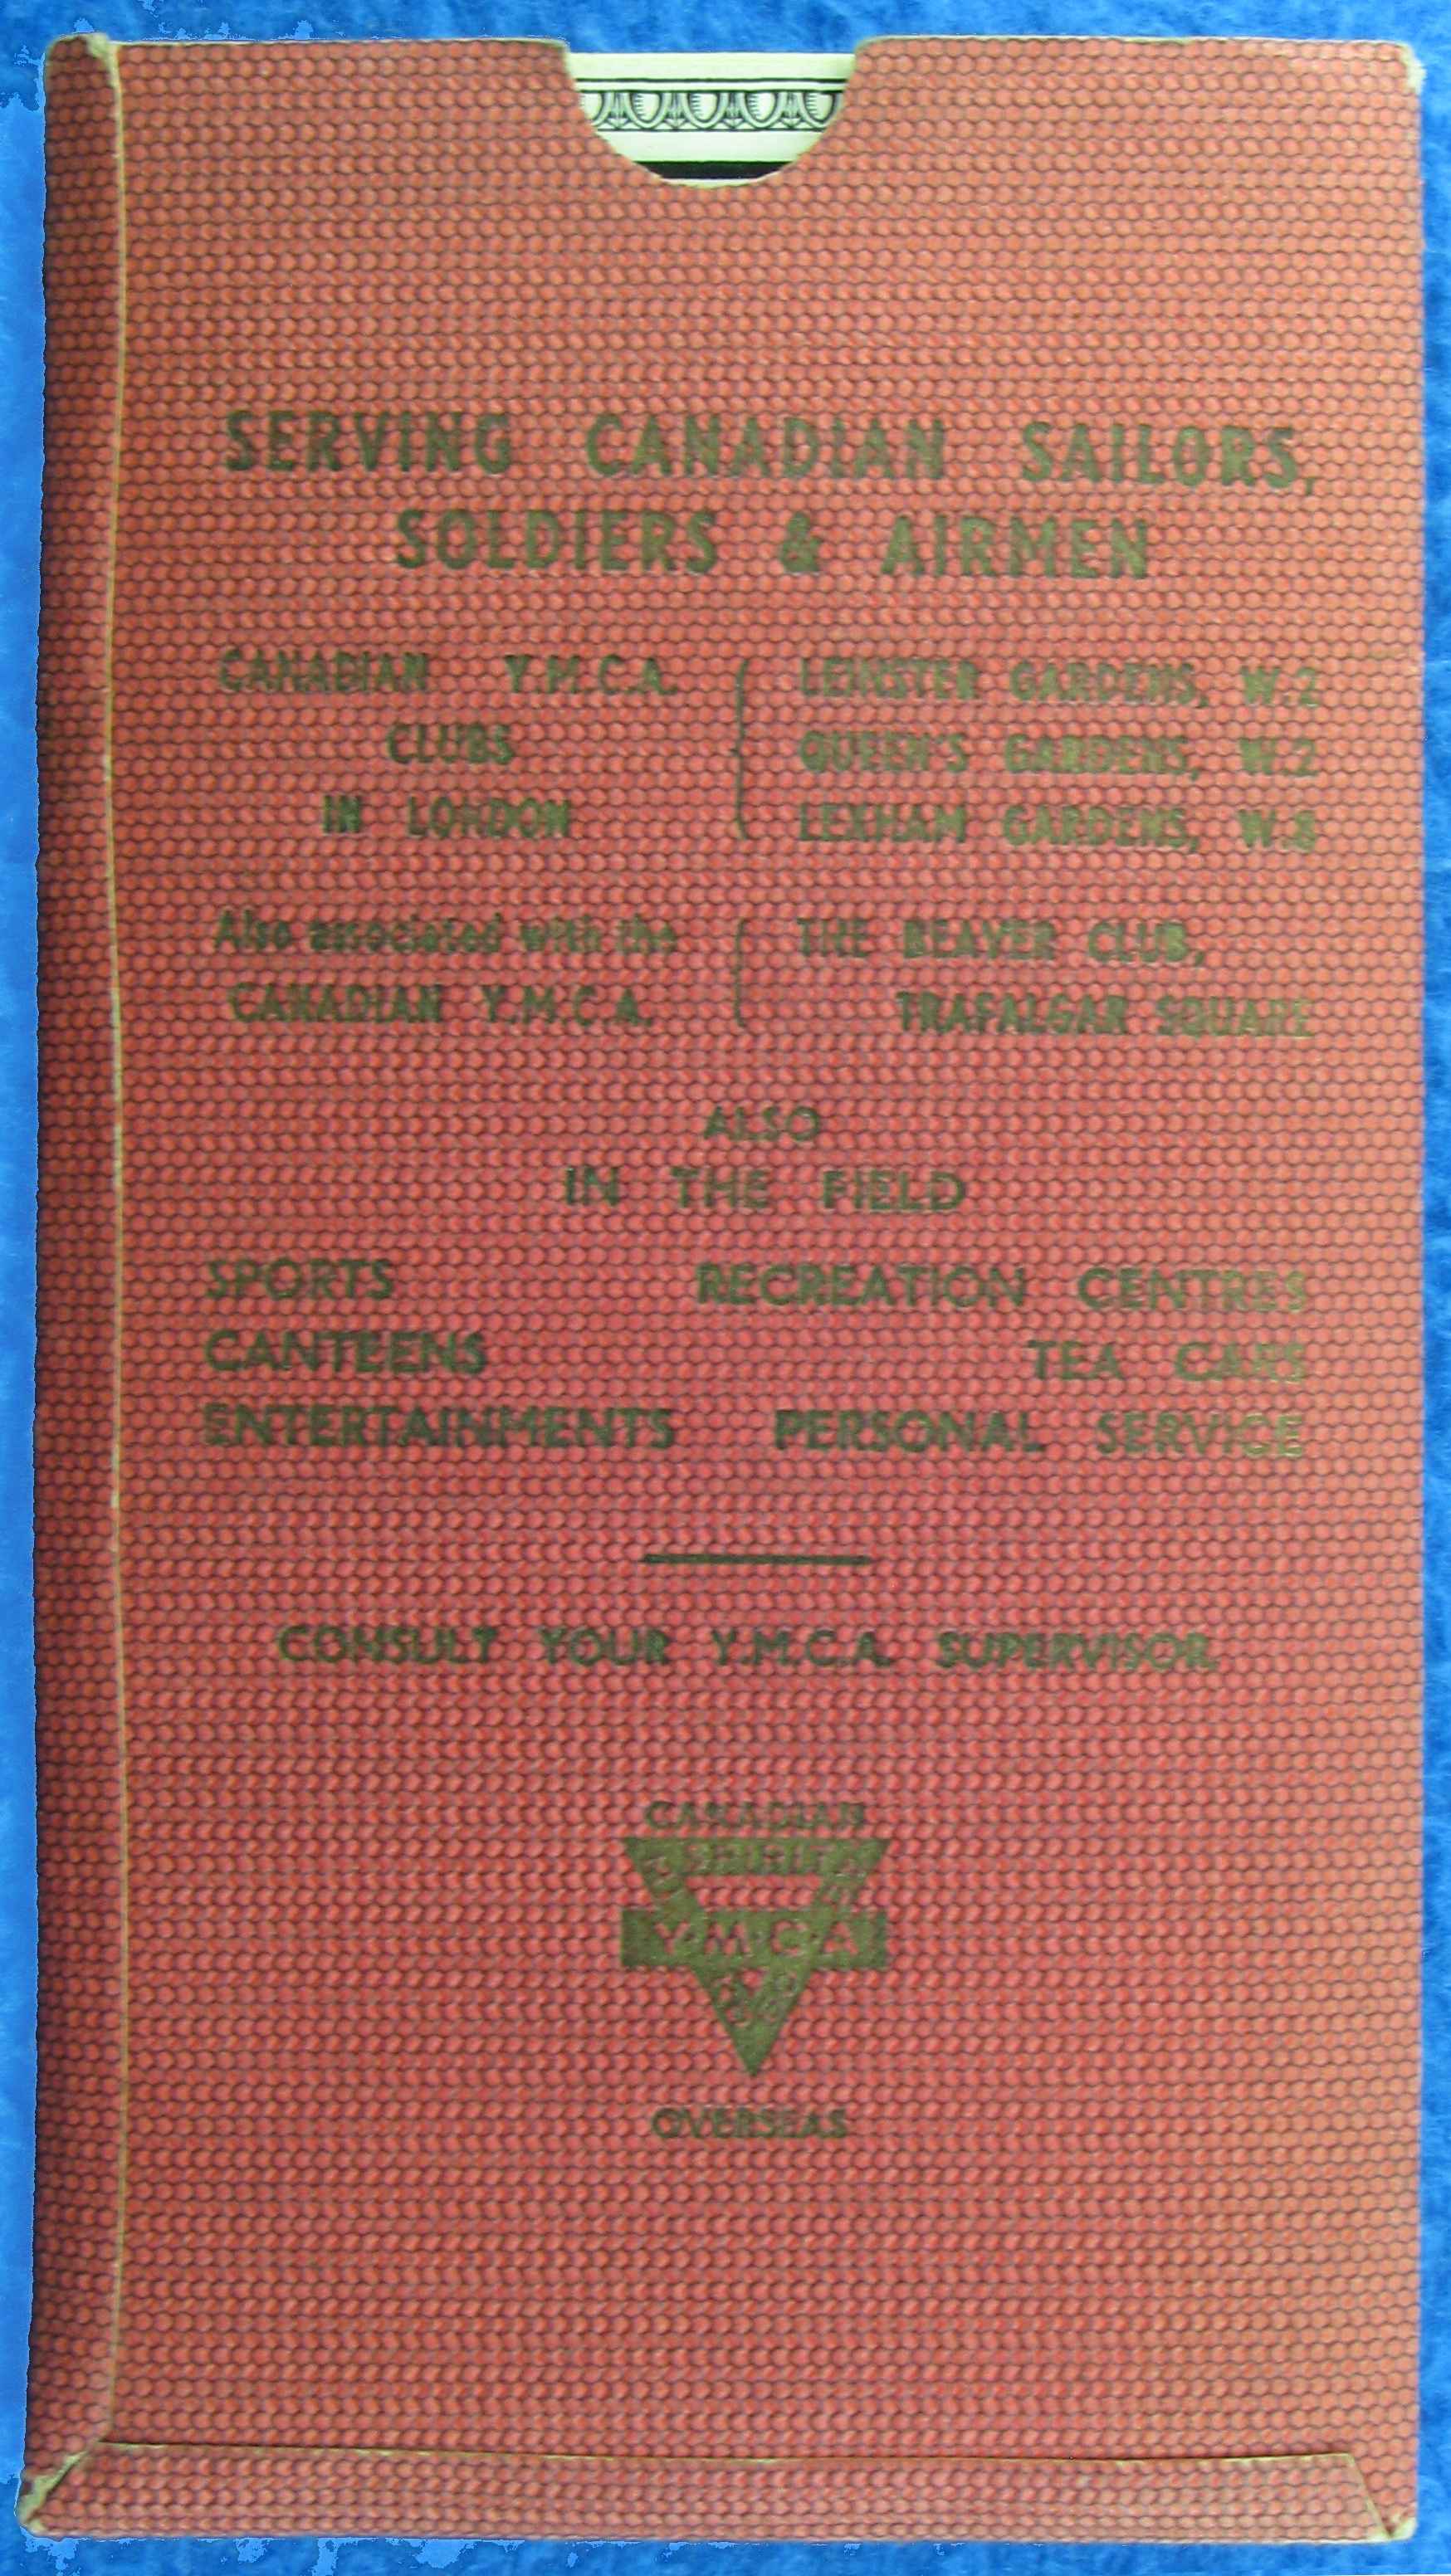 SERVING CANADIAN SAILORS,
SOLDIERS & AIRMEN
CANADIAN Y.M.C.A.
CLUBS
IN LONDON
LEINSTER GARDENS, W.2
QUEEN'S GARDENS, W.2
LEXHAM GARDENS, W.8
Also associated with the
CANADIAN Y.M.C.A.
THE BEAVER CLUB,
TRAFALGAR SQUARE
ALSO
IN THE FIELD
SPORTS RECREATION CENTRES
CANTEENS TEA CARS
ENTERTAINMENTS PERSONAL SERVICE
CONSULT YOUR Y.M.C.A. SUPERVISOR
CANADIAN
SPIRIT
Y.M.C.A
OVERSEAS